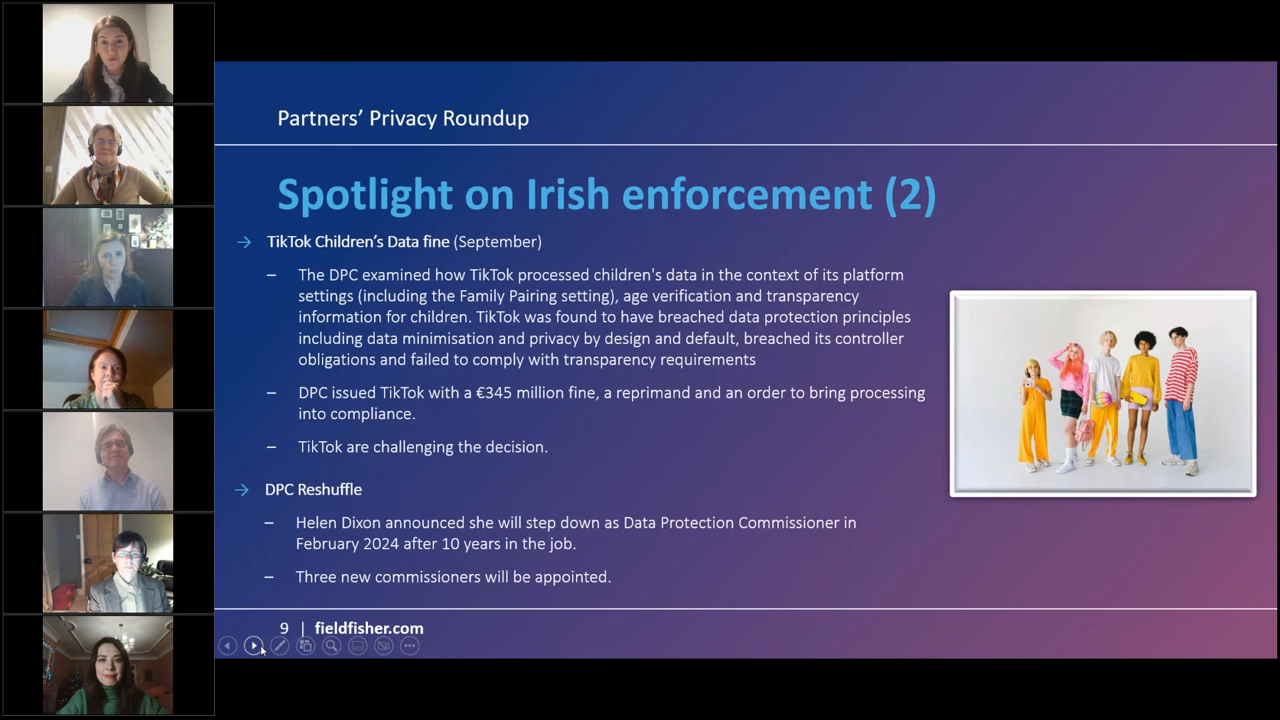 Partners’ Privacy Roundup
Spotlight on Irish enforcement (2)
→ TikTok Children’s Data fine (September)
– The DPC examined how TikTok processed children's data in the context of its platform
settings (including the Family Pairing setting), age verification and transparency
information for children. TikTok was found to have breached data protection principles
including data minimisation and privacy by design and default, breached its controller
obligations and failed to comply with transparency requirements
– DPC issued TikTok with a €345 million fine, a reprimand and an order to bring processing
into compliance.
– TikTok are challenging the decision.
→ DPC Reshuffle
– Helen Dixon announced she will step down as Data Protection Commissioner in
February 2024 after 10 years in the job.
– Three new commissioners will be appointed.
9 | fieldfisher.com